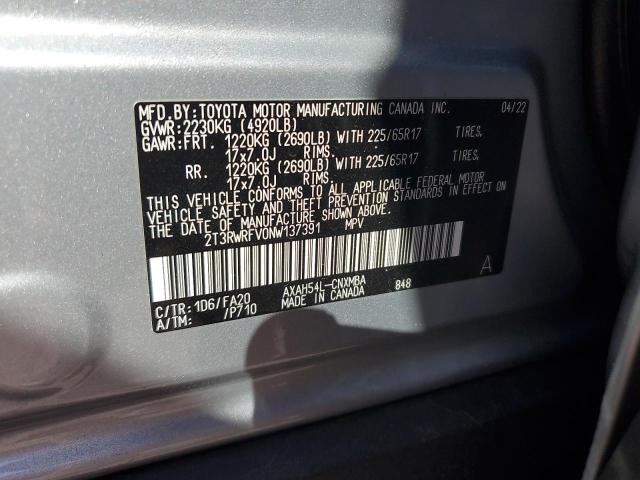 MFD.BY:TOYOTA MOTOR MANUFACTURING CANADA INC. 04/22
GVWR:2230KG (4920LB)
GAWR:FRT. 1220KG (2690LB) WITH 225/65R17 TIRES.
17x7.0J RIMS.
RR. 1220KG (2690LB) WITH 225/65R17 TIRES.
17x7.0J RIMS.
THIS VEHICLE CONFORMS TO ALL APPLICABLE FEDERAL MOTOR
VEHICLE SAFETY AND THEFT PREVENTION STANDARDS IN EFFECT ON
THE DATE OF MANUFACTURE SHOWN ABOVE.
2T3RWRFV0NW137391 MPV
C/TR:1D6/FA20 AXAH54L-CNXMBA 848 A
A/TM: /P710 MADE IN CANADA